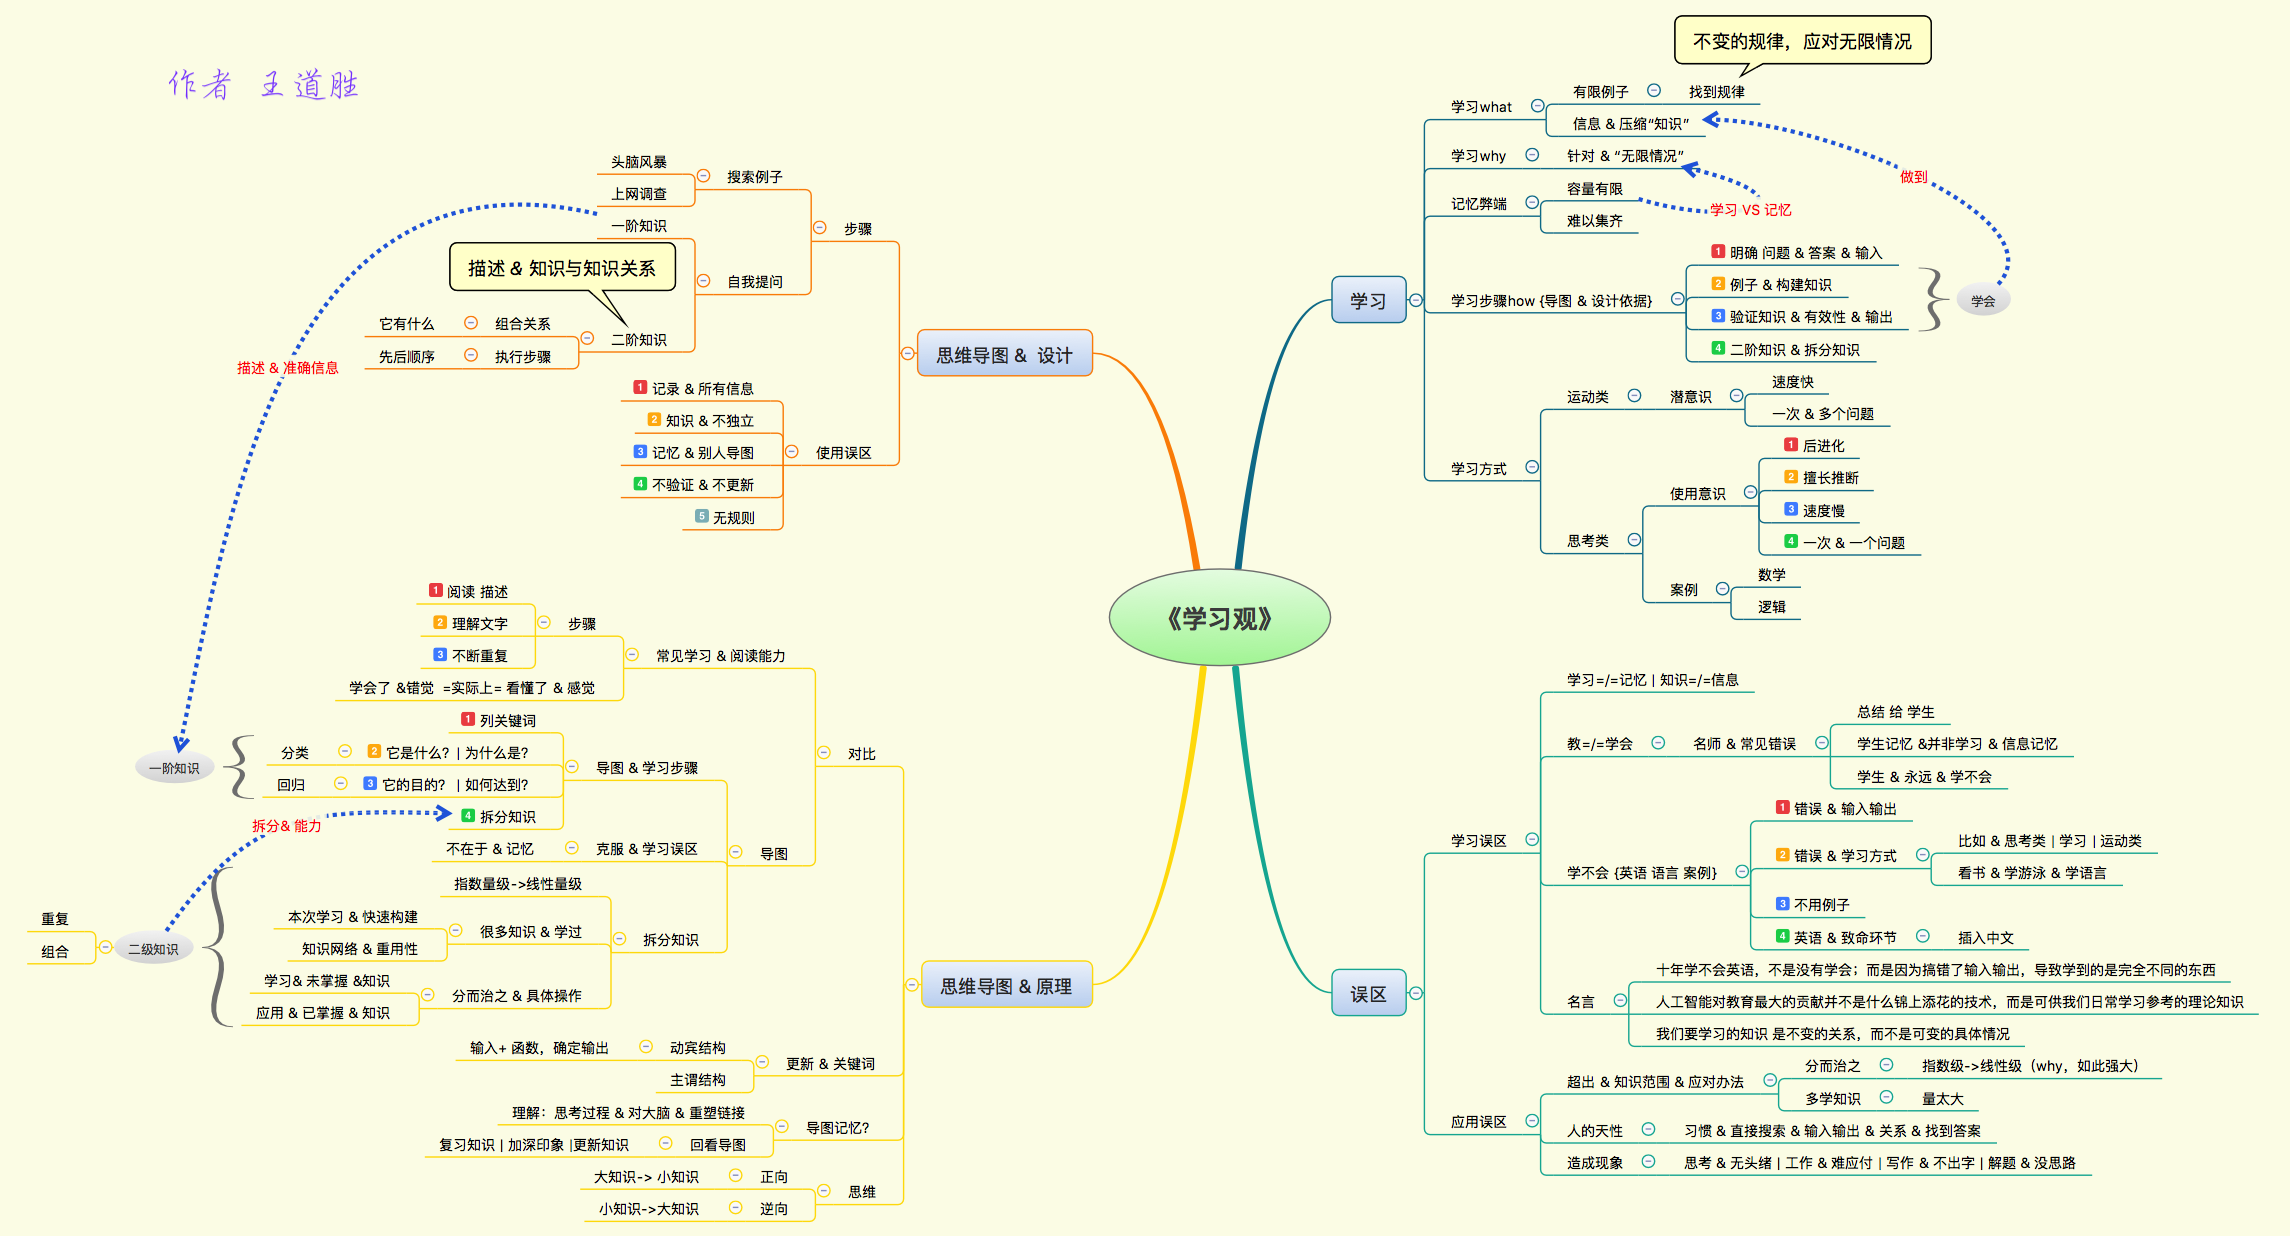 作者 王道胜
《学习观》
学习
不变的规律，应对无限情况
学习what
有限例子
找到规律
信息 & 压缩“知识”
学习why
针对 & “无限情况”
记忆弊端
容量有限
难以集齐
学习 VS 记忆
做到
学习步骤how {导图 & 设计依据}
1 明确 问题 & 答案 & 输入
2 例子 & 构建知识
3 验证知识 & 有效性 & 输出
4 二阶知识 & 拆分知识
学会
学习方式
运动类
潜意识
速度快
一次 & 多个问题
思考类
使用意识
1 后进化
2 擅长推断
3 速度慢
4 一次 & 一个问题
案例
数学
逻辑
误区
学习误区
学习=/=记忆 | 知识=/=信息
教=/=学会
名师 & 常见错误
总结 给 学生
学生记忆 &并非学习 & 信息记忆
学生 & 永远 & 学不会
学不会 {英语 语言 案例}
1 错误 & 输入输出
2 错误 & 学习方式
比如 & 思考类 | 学习 | 运动类
看书 & 学游泳 & 学语言
3 不用例子
4 英语 & 致命环节
插入中文
名言
十年学不会英语，不是没有学会；而是因为搞错了输入输出，导致学到的是完全不同的东西
人工智能对教育最大的贡献并不是什么锦上添花的技术，而是可供我们日常学习参考的理论知识
我们要学习的知识 是不变的关系，而不是可变的具体情况
应用误区
超出 & 知识范围 & 应对办法
分而治之
指数级->线性级（why，如此强大）
多学知识
量太大
人的天性
习惯 & 直接搜索 & 输入输出 & 关系 & 找到答案
造成现象
思考 & 无头绪 | 工作 & 难应付 | 写作 & 不出字 | 解题 & 没思路
思维导图 & 设计
步骤
搜索例子
头脑风暴
上网调查
自我提问
一阶知识
二阶知识
描述 & 知识与知识关系
组合关系
它有什么
执行步骤
先后顺序
描述 & 准确信息
使用误区
1 记录 & 所有信息
2 知识 & 不独立
3 记忆 & 别人导图
4 不验证 & 不更新
5 无规则
思维导图 & 原理
对比
常见学习 & 阅读能力
步骤
1 阅读 描述
2 理解文字
3 不断重复
学会了 &错觉 =实际上= 看懂了 & 感觉
导图
导图 & 学习步骤
1 列关键词
2 它是什么？ | 为什么是？
分类
3 它的目的？ | 如何达到？
回归
4 拆分知识
一阶知识
拆分& 能力
克服 & 学习误区
不在于 & 记忆
拆分知识
指数量级->线性量级
很多知识 & 学过
本次学习 & 快速构建
知识网络 & 重用性
分而治之 & 具体操作
学习& 未掌握 &知识
应用 & 已掌握 & 知识
二级知识
重复
组合
更新 & 关键词
动宾结构
输入+ 函数，确定输出
主谓结构
导图记忆？
理解：思考过程 & 对大脑 & 重塑链接
回看导图
复习知识 | 加深印象 |更新知识
思维
正向
大知识-> 小知识
逆向
小知识->大知识